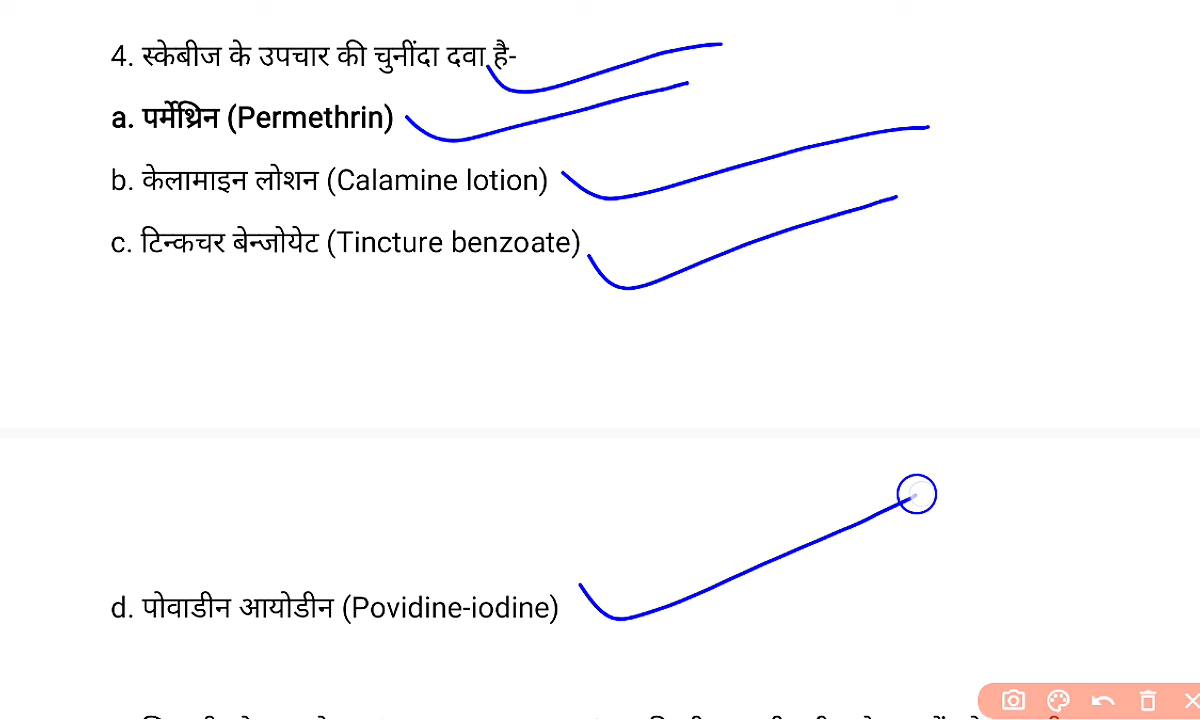 4. स्केबीज के उपचार की चुनींदा दवा है-
a. पर्मेथ्रिन (Permethrin)
b. केलामाइन लोशन (Calamine lotion)
c. टिन्कचर बेन्जोयेट (Tincture benzoate)
d. पोवाडीन आयोडीन (Povidine-iodine)